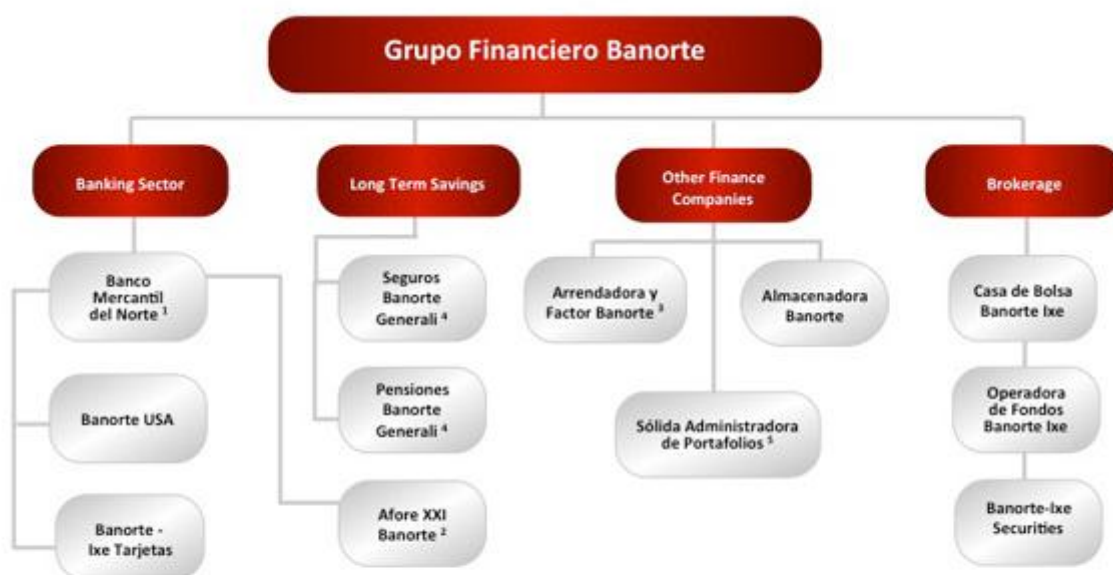 Grupo Financiero Banorte
Banking Sector
Long Term Savings
Other Finance
Companies
Brokerage
Banco
Mercantil
del Norte 1
Seguros
Banorte
Generali 4
Arrendadora y
Factor Banorte 3
Almacenadora
Banorte
Casa de Bolsa
Banorte Ixe
Banorte USA
Pensiones
Banorte
Generali 4
Sólida Administradora
de Portafolios 5
Operadora
de Fondos
Banorte Ixe
Banorte -
Ixe Tarjetas
Afore XXI
Banorte 2
Banorte-Ixe
Securities